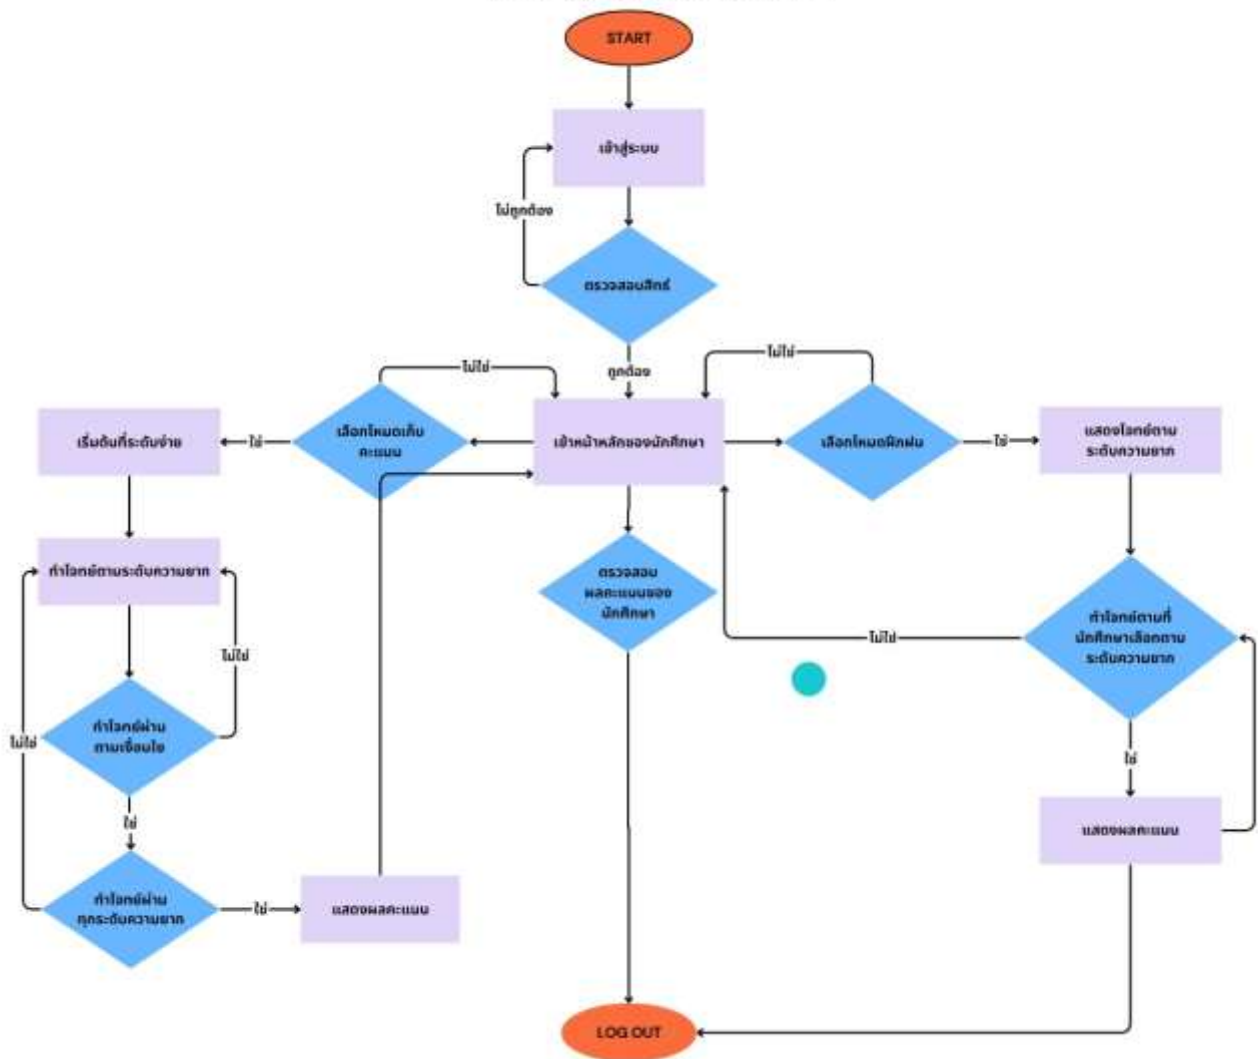 START
เข้าสู่ระบบ
ไม่ถูกต้อง
ตรวจสอบสิทธ์
ถูกต้อง
ไม่ใช่
ไม่ใช่
เริ่มต้นที่ระดับง่าย
ใช่
เลือกโหมดเก็บ
คะแนน
เข้าหน้าหลักของนักศึกษา
เลือกโหมดฝึกฝน
ใช่
แสดงโจทย์ตาม
ระดับความยาก
ทำโจทย์ตามระดับความยาก
ตรวจสอบ
ผลคะแนนของ
นักศึกษา
ทำโจทย์ตามที่
นักศึกษาเลือกตาม
ระดับความยาก
ไม่ใช่
ไม่ใช่
ทำโจทย์ผ่าน
ตามเงื่อนไข
ไม่ใช่
ใช่
ใช่
แสดงผลคะแนน
ทำโจทย์ผ่าน
ทุกระดับความยาก
ใช่
แสดงผลคะแนน
LOG OUT